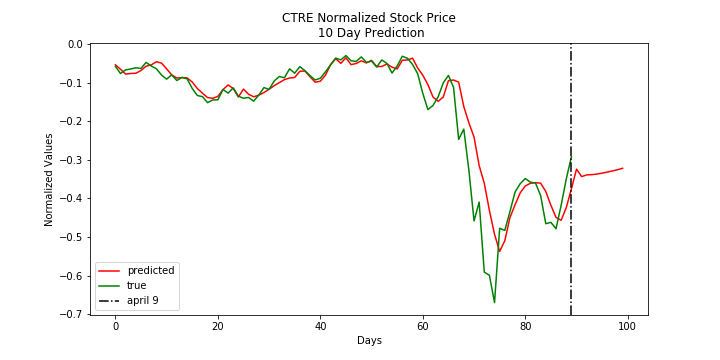 CTRE Normalized Stock Price
10 Day Prediction
Normalized Values
0.0
−0.1
−0.2
−0.3
−0.4
−0.5
−0.6
−0.7
predicted
true
april 9
0
20
40
60
80
100
Days